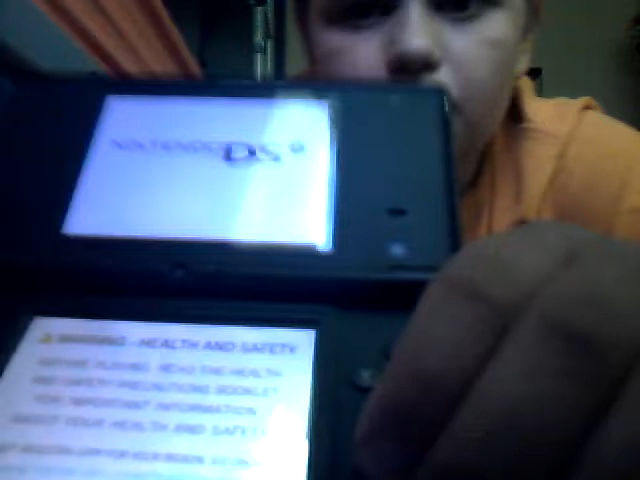 NINTENDO DSi
WARNING - HEALTH AND SAFETY
BEFORE PLAYING, READ THE HEALTH
AND SAFETY PRECAUTIONS BOOKLET
FOR IMPORTANT INFORMATION
ABOUT YOUR HEALTH AND SAFETY.